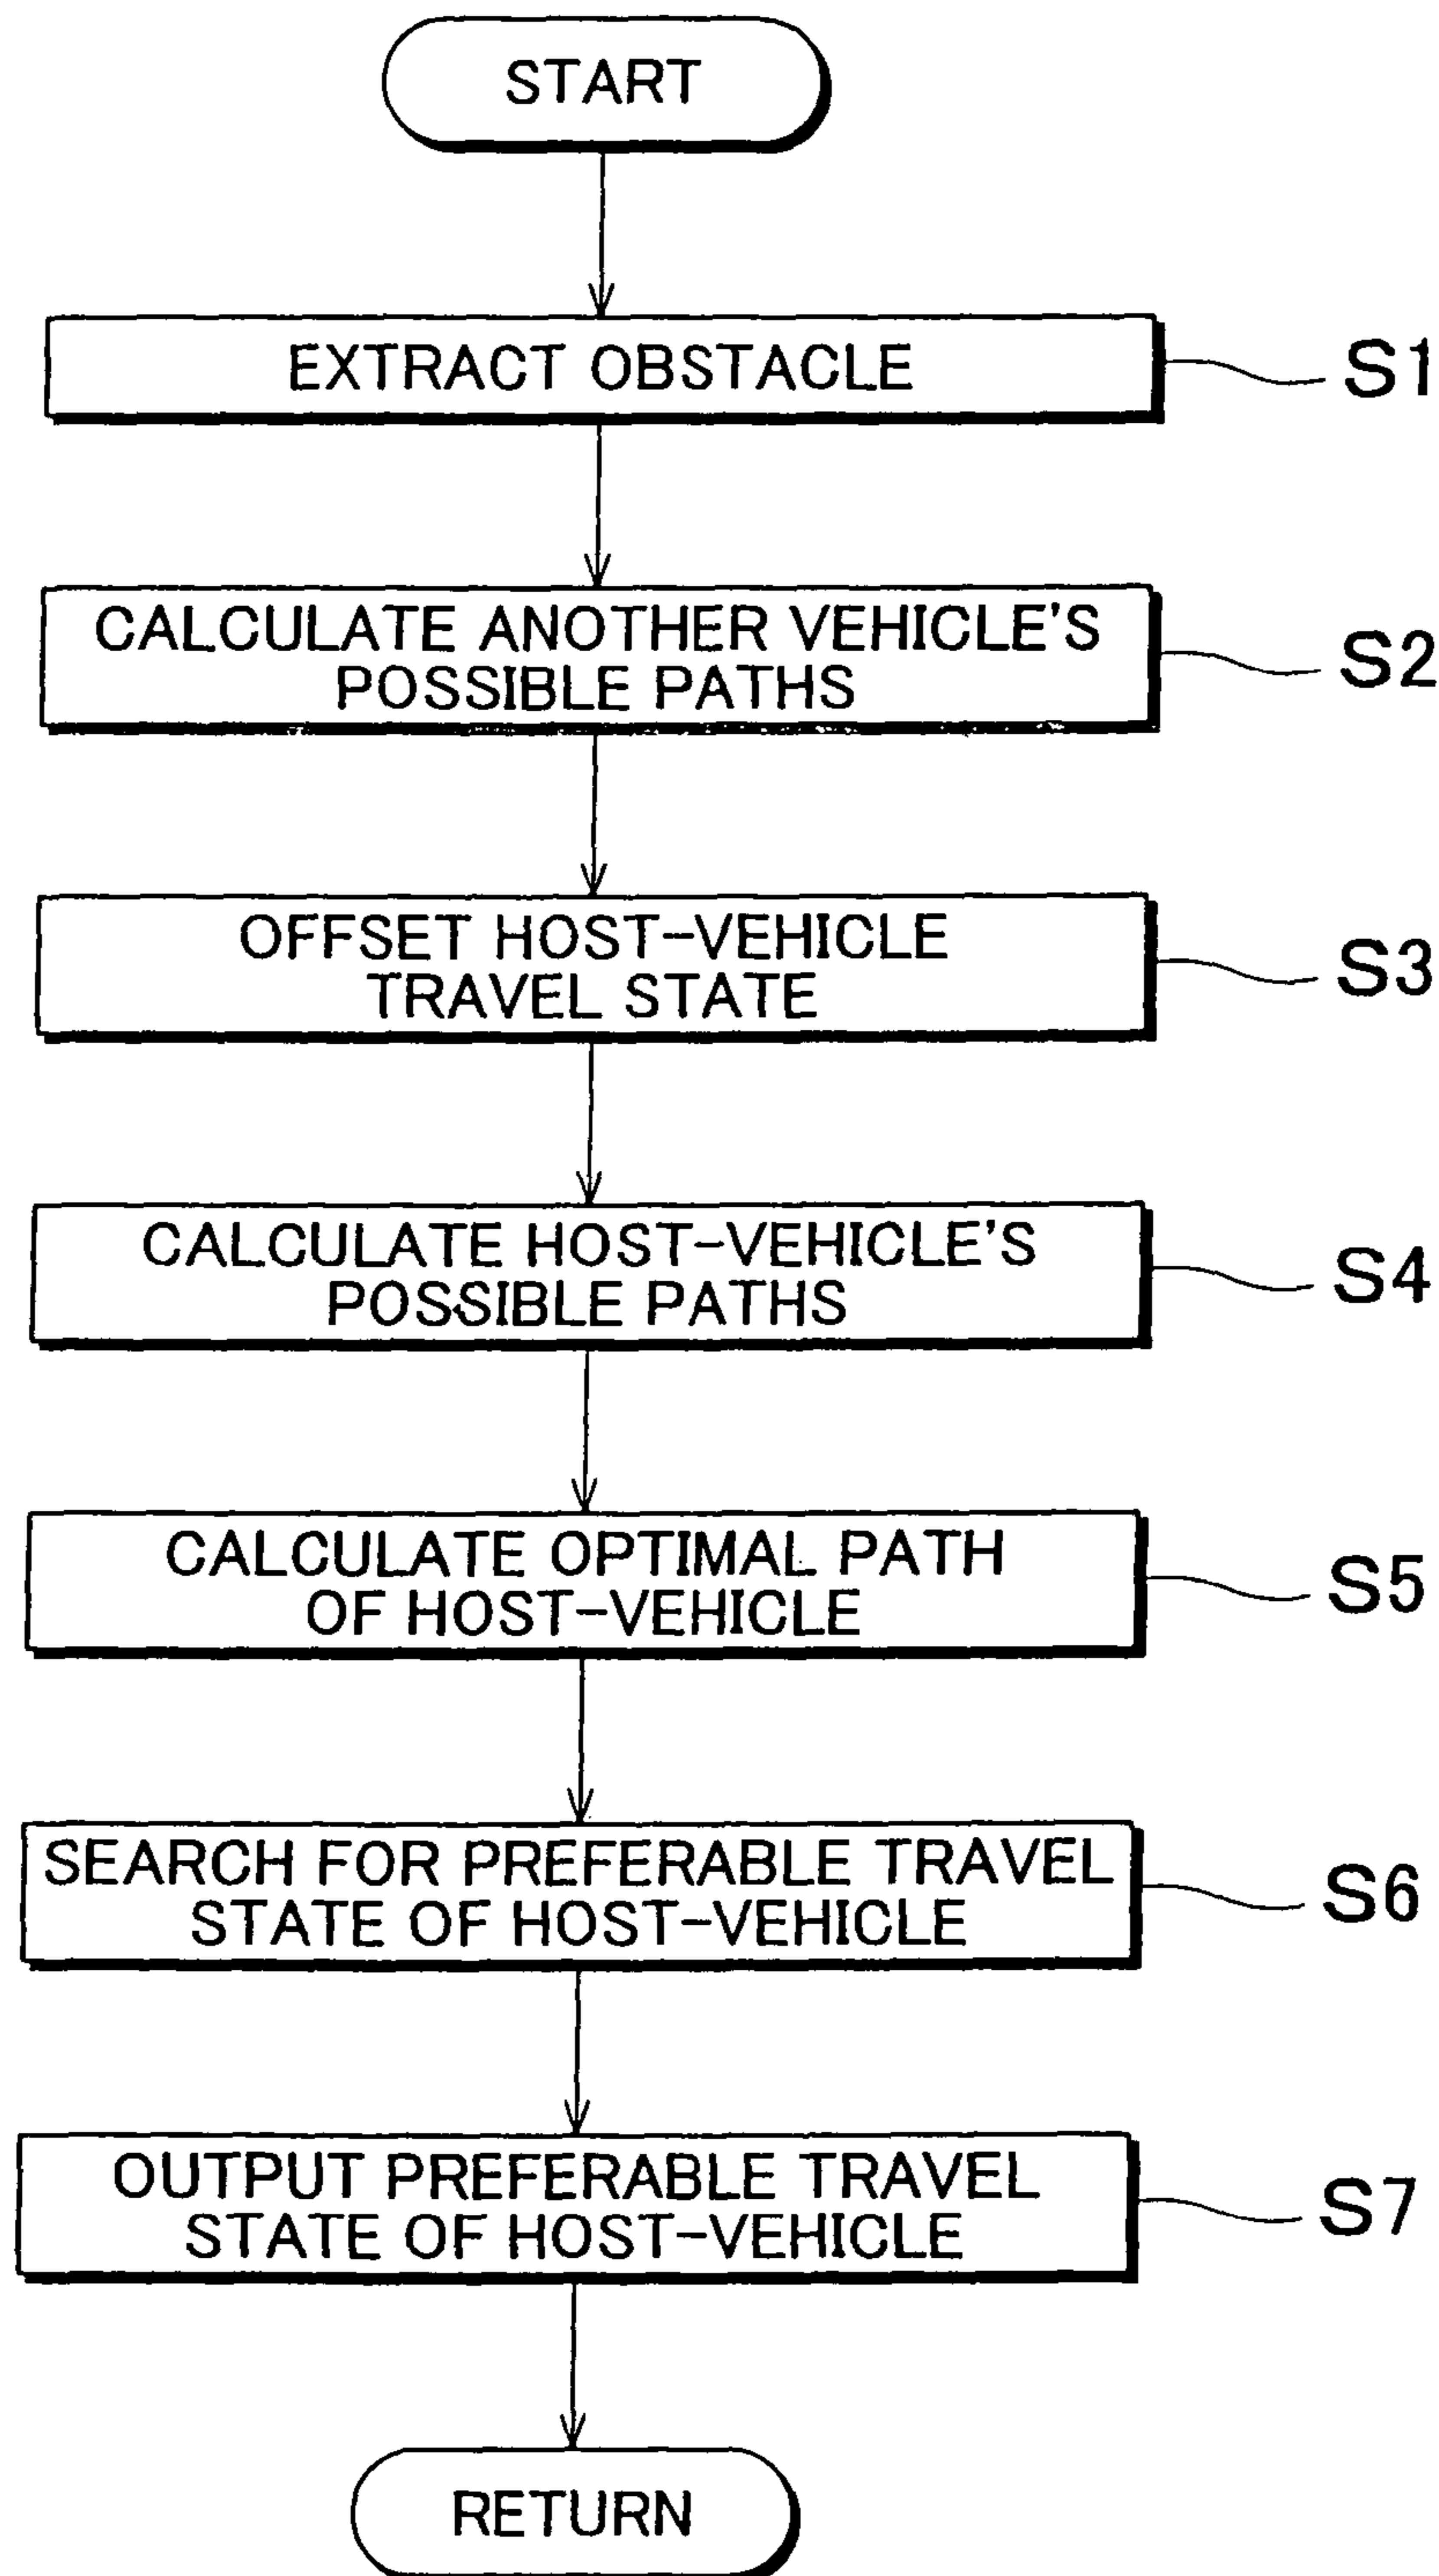 START
EXTRACT OBSTACLE
S1
CALCULATE ANOTHER VEHICLE'S
POSSIBLE PATHS
S2
OFFSET HOST-VEHICLE
TRAVEL STATE
S3
CALCULATE HOST-VEHICLE'S
POSSIBLE PATHS
S4
CALCULATE OPTIMAL PATH
OF HOST-VEHICLE
S5
SEARCH FOR PREFERABLE TRAVEL
STATE OF HOST-VEHICLE
S6
OUTPUT PREFERABLE TRAVEL
STATE OF HOST-VEHICLE
S7
RETURN